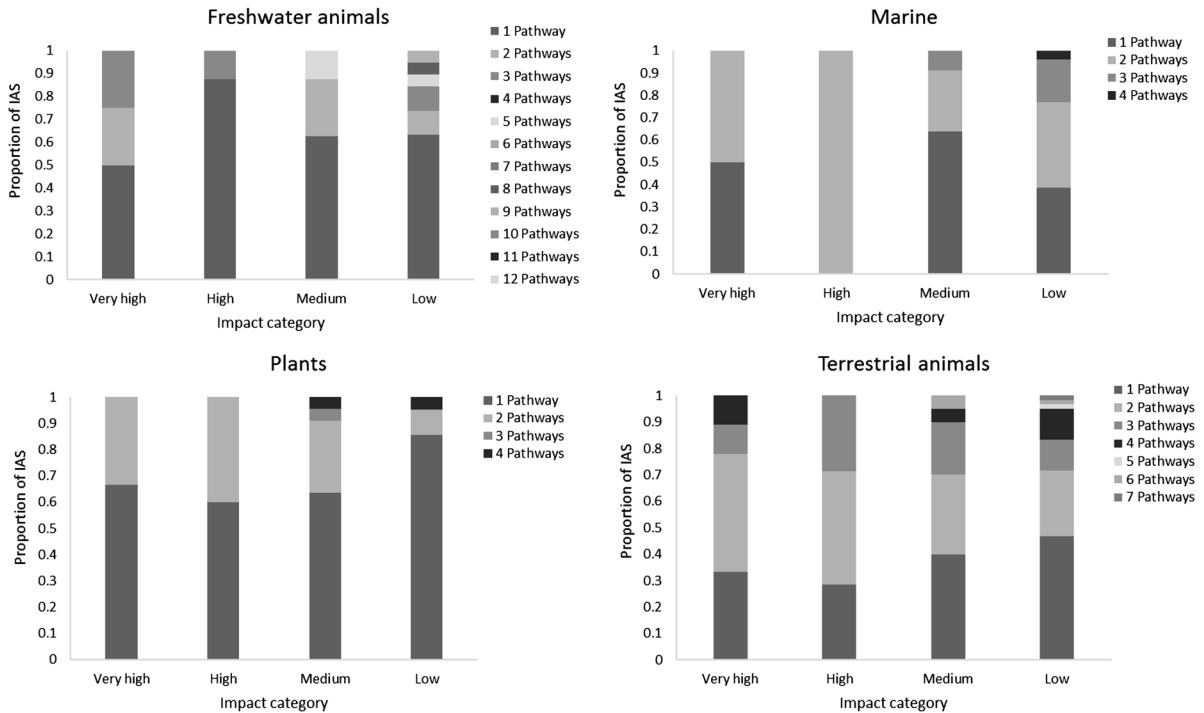 Freshwater animals
Proportion of IAS
1
0.9
0.8
0.7
0.6
0.5
0.4
0.3
0.2
0.1
0
Very high High Medium Low
Impact category
1 Pathway
2 Pathways
3 Pathways
4 Pathways
5 Pathways
6 Pathways
7 Pathways
8 Pathways
9 Pathways
10 Pathways
11 Pathways
12 Pathways
Marine
Proportion of IAS
1
0.9
0.8
0.7
0.6
0.5
0.4
0.3
0.2
0.1
0
Very high High Medium Low
Impact category
1 Pathway
2 Pathways
3 Pathways
4 Pathways
Plants
Proportion of IAS
1
0.9
0.8
0.7
0.6
0.5
0.4
0.3
0.2
0.1
0
Very high High Medium Low
Impact category
1 Pathway
2 Pathways
3 Pathways
4 Pathways
Terrestrial animals
Proportion of IAS
1
0.9
0.8
0.7
0.6
0.5
0.4
0.3
0.2
0.1
0
Very high High Medium Low
Impact category
1 Pathway
2 Pathways
3 Pathways
4 Pathways
5 Pathways
6 Pathways
7 Pathways